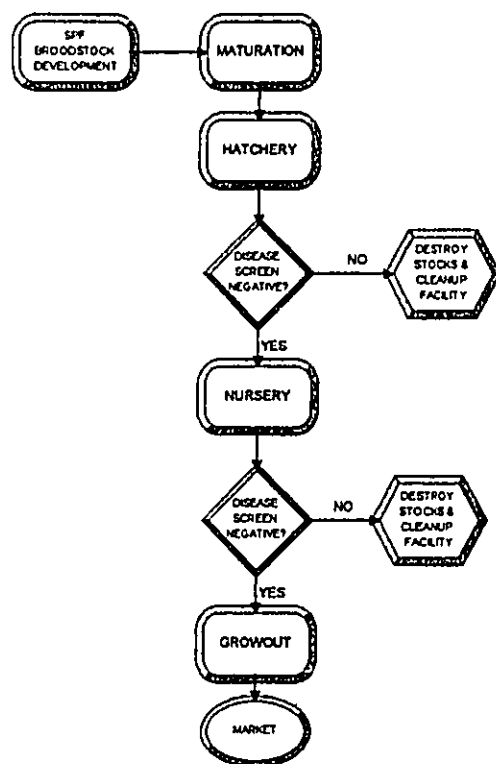 SPF
BROODSTOCK
DEVELOPMENT
MATURATION
HATCHERY
DISEASE
SCREEN
NEGATIVE?
NO
DESTROY
STOCKS &
CLEANUP
FACILITY
YES
NURSERY
DISEASE
SCREEN
NEGATIVE?
NO
DESTROY
STOCKS &
CLEANUP
FACILITY
YES
GROWOUT
MARKET